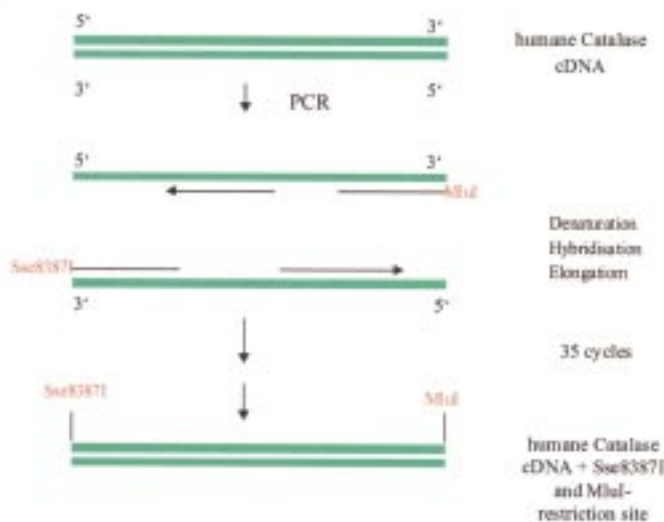 5' 3'
humane Catalase
cDNA
3' 5'
PCR
5' 3'
MluI
Denaturation
Hybridisation
Elongatiom
Sse8387I
3' 5'
35 cycles
Sse8387I MluI
humane Catalase
cDNA + Sse8387I
and MluI-
restriction site